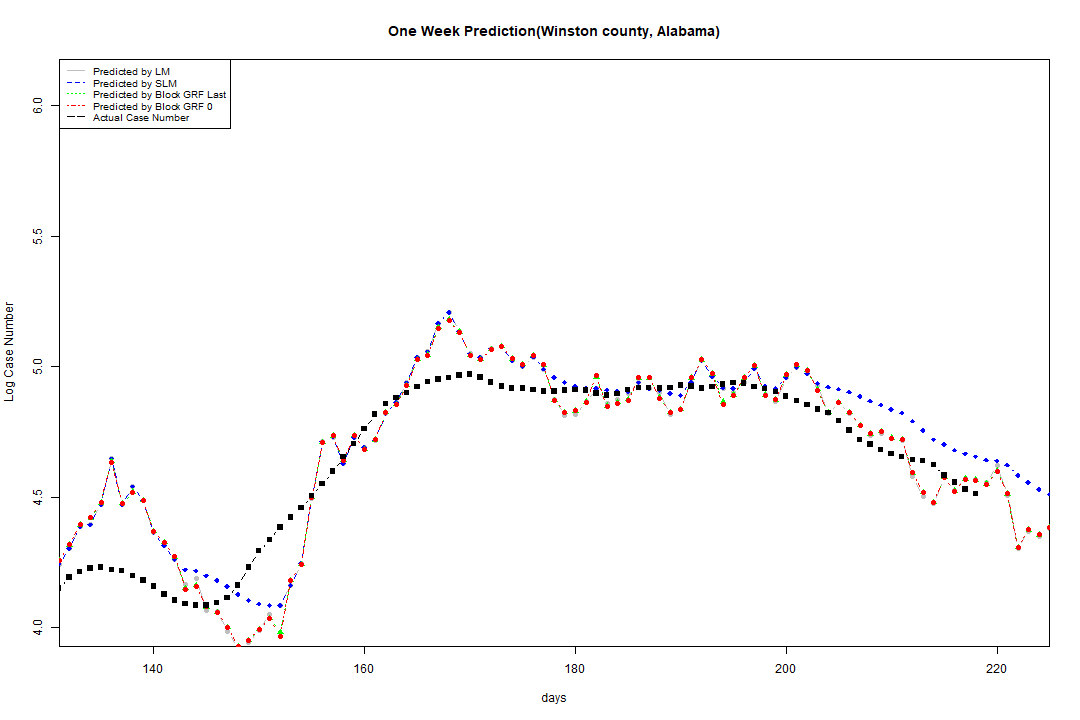 One Week Prediction(Winston county, Alabama)
Predicted by LM
Predicted by SLM
Predicted by Block GRF Last
Predicted by Block GRF 0
Actual Case Number
6.0
5.5
5.0
4.5
4.0
Log Case Number
140 160 180 200 220
days